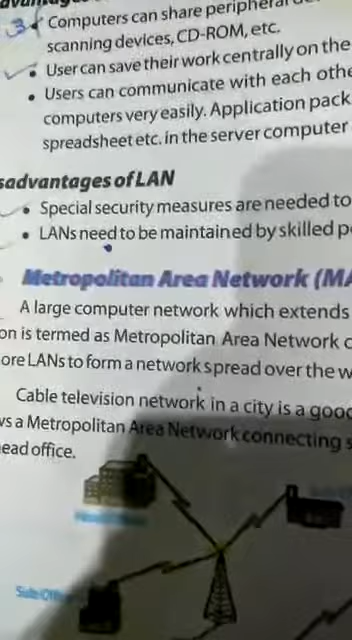 3
Computers can share peripheral
scanning devices, CD-ROM, etc.
• User can save their work centrally on the
• Users can communicate with each othe
computers very easily. Application pack
spreadsheet etc. in the server computer
sadvantages of LAN
• Special security measures are needed to
• LANs need to be maintained by skilled p
Metropolitan Area Network (MA
A large computer network which extends
on is termed as Metropolitan Area Network o
ore LANs to form a network spread over the w
Cable television network in a city is a good
ws a Metropolitan Area Network connecting s
ead office.